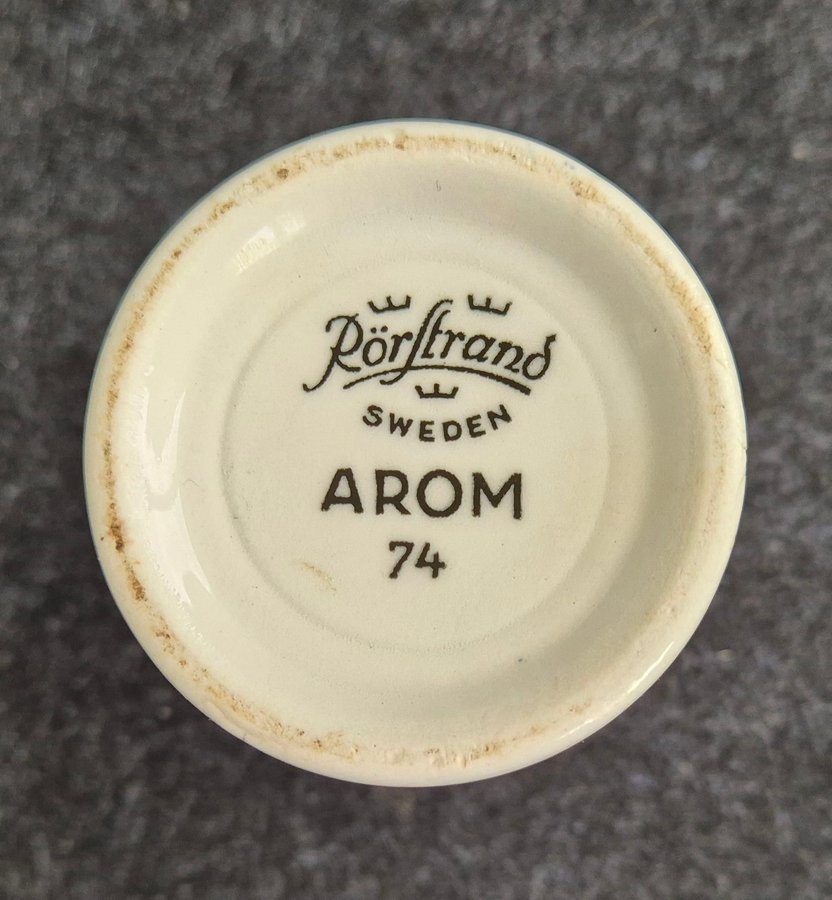 Rörstrand
SWEDEN
AROM
74